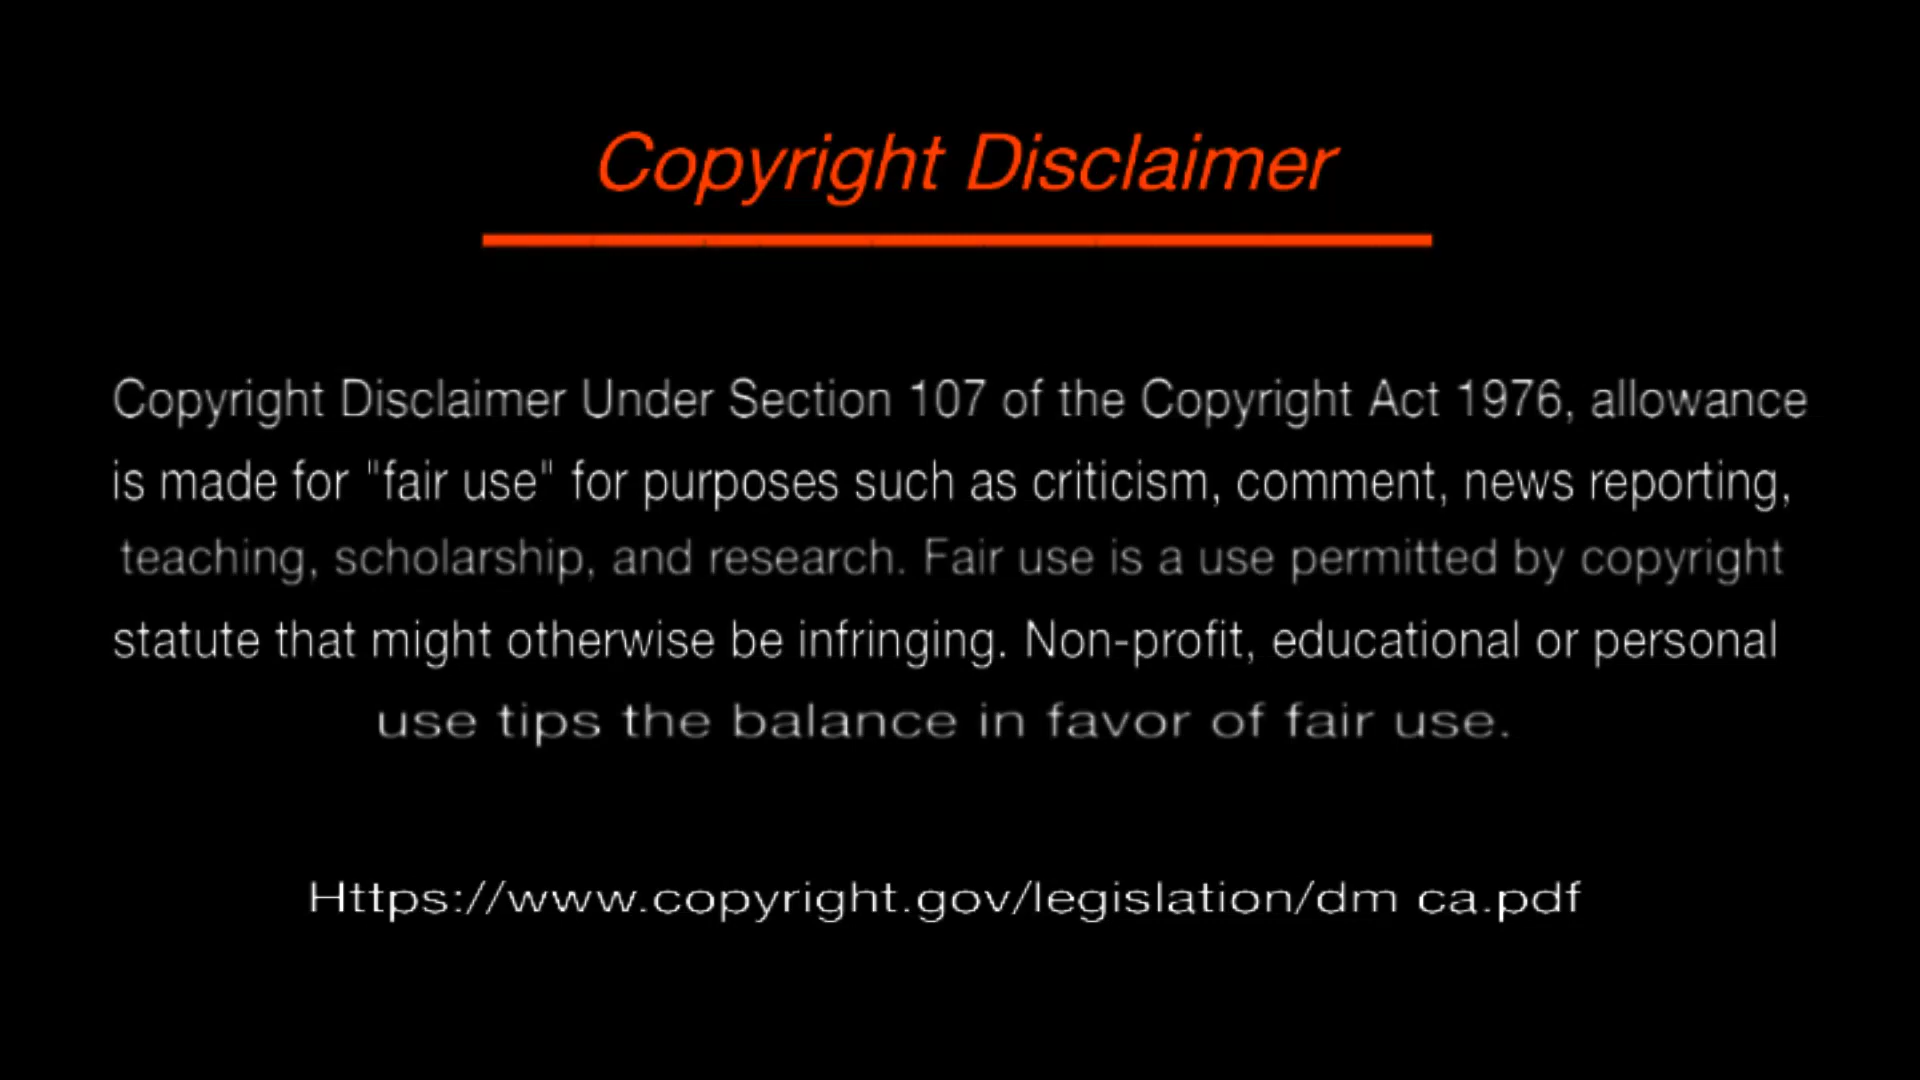 Copyright Disclaimer
Copyright Disclaimer Under Section 107 of the Copyright Act 1976, allowance
is made for "fair use" for purposes such as criticism, comment, news reporting,
teaching, scholarship, and research. Fair use is a use permitted by copyright
statute that might otherwise be infringing. Non-profit, educational or personal
use tips the balance in favor of fair use.
Https://www.copyright.gov/legislation/dm ca.pdf